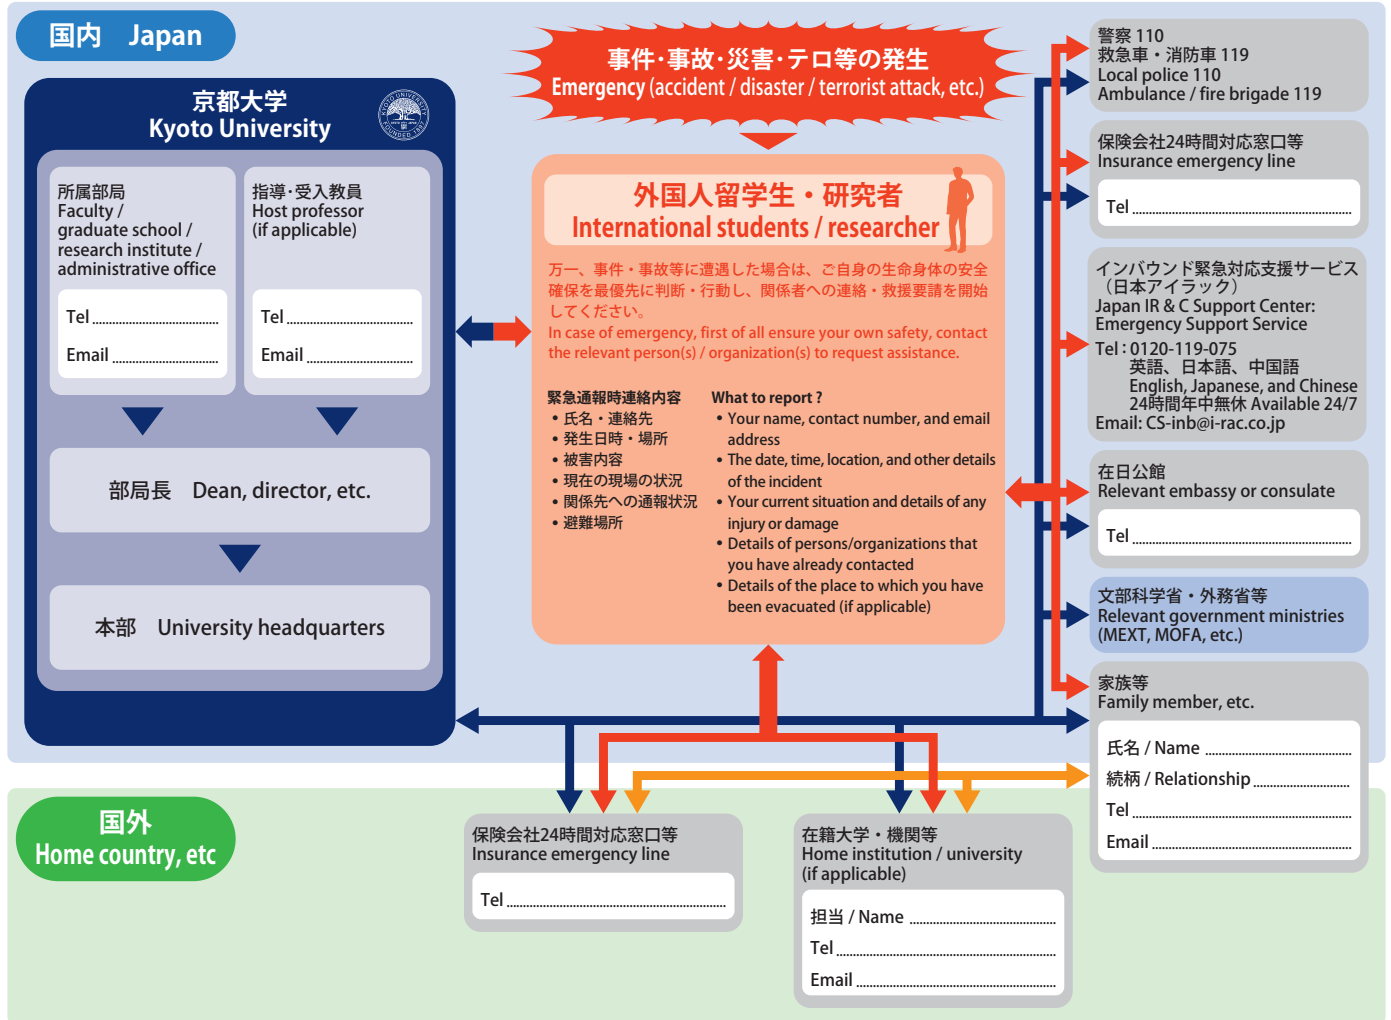 国内 Japan
京都大学
Kyoto University
所属部局
Faculty /
graduate school /
research institute /
administrative office
Tel
Email
指導・受入教員
Host professor
(if applicable)
Tel
Email
部局長 Dean, director, etc.
本部 University headquarters
事件・事故・災害・テロ等の発生
Emergency (accident / disaster / terrorist attack, etc.)
外国人留学生・研究者
International students / researcher
万一、事件・事故等に遭遇した場合は、ご自身の生命身体の安全
確保を最優先に判断・行動し、関係者への連絡・救援要請を開始
してください。
In case of emergency, first of all ensure your own safety, contact
the relevant person(s) / organization(s) to request assistance.
緊急通報時連絡内容
• 氏名・連絡先
• 発生日時・場所
• 被害内容
• 現在の現場の状況
• 関係先への通報状況
• 避難場所
What to report ?
• Your name, contact number, and email
address
• The date, time, location, and other details
of the incident
• Your current situation and details of any
injury or damage
• Details of persons/organizations that
you have already contacted
• Details of the place to which you have
been evacuated (if applicable)
警察 110
救急車・消防車 119
Local police 110
Ambulance / fire brigade 119
保険会社24時間対応窓口等
Insurance emergency line
Tel
インバウンド緊急対応支援サービス
（日本アイラック）
Japan IR & C Support Center:
Emergency Support Service
Tel：0120-119-075
英語、日本語、中国語
English, Japanese, and Chinese
24時間年中無休 Available 24/7
Email: CS-inb@i-rac.co.jp
在日公館
Relevant embassy or consulate
Tel
文部科学省・外務省等
Relevant government ministries
(MEXT, MOFA, etc.)
家族等
Family member, etc.
氏名 / Name
続柄 / Relationship
Tel
Email
国外
Home country, etc
保険会社24時間対応窓口等
Insurance emergency line
Tel
在籍大学・機関等
Home institution / university
(if applicable)
担当 / Name
Tel
Email